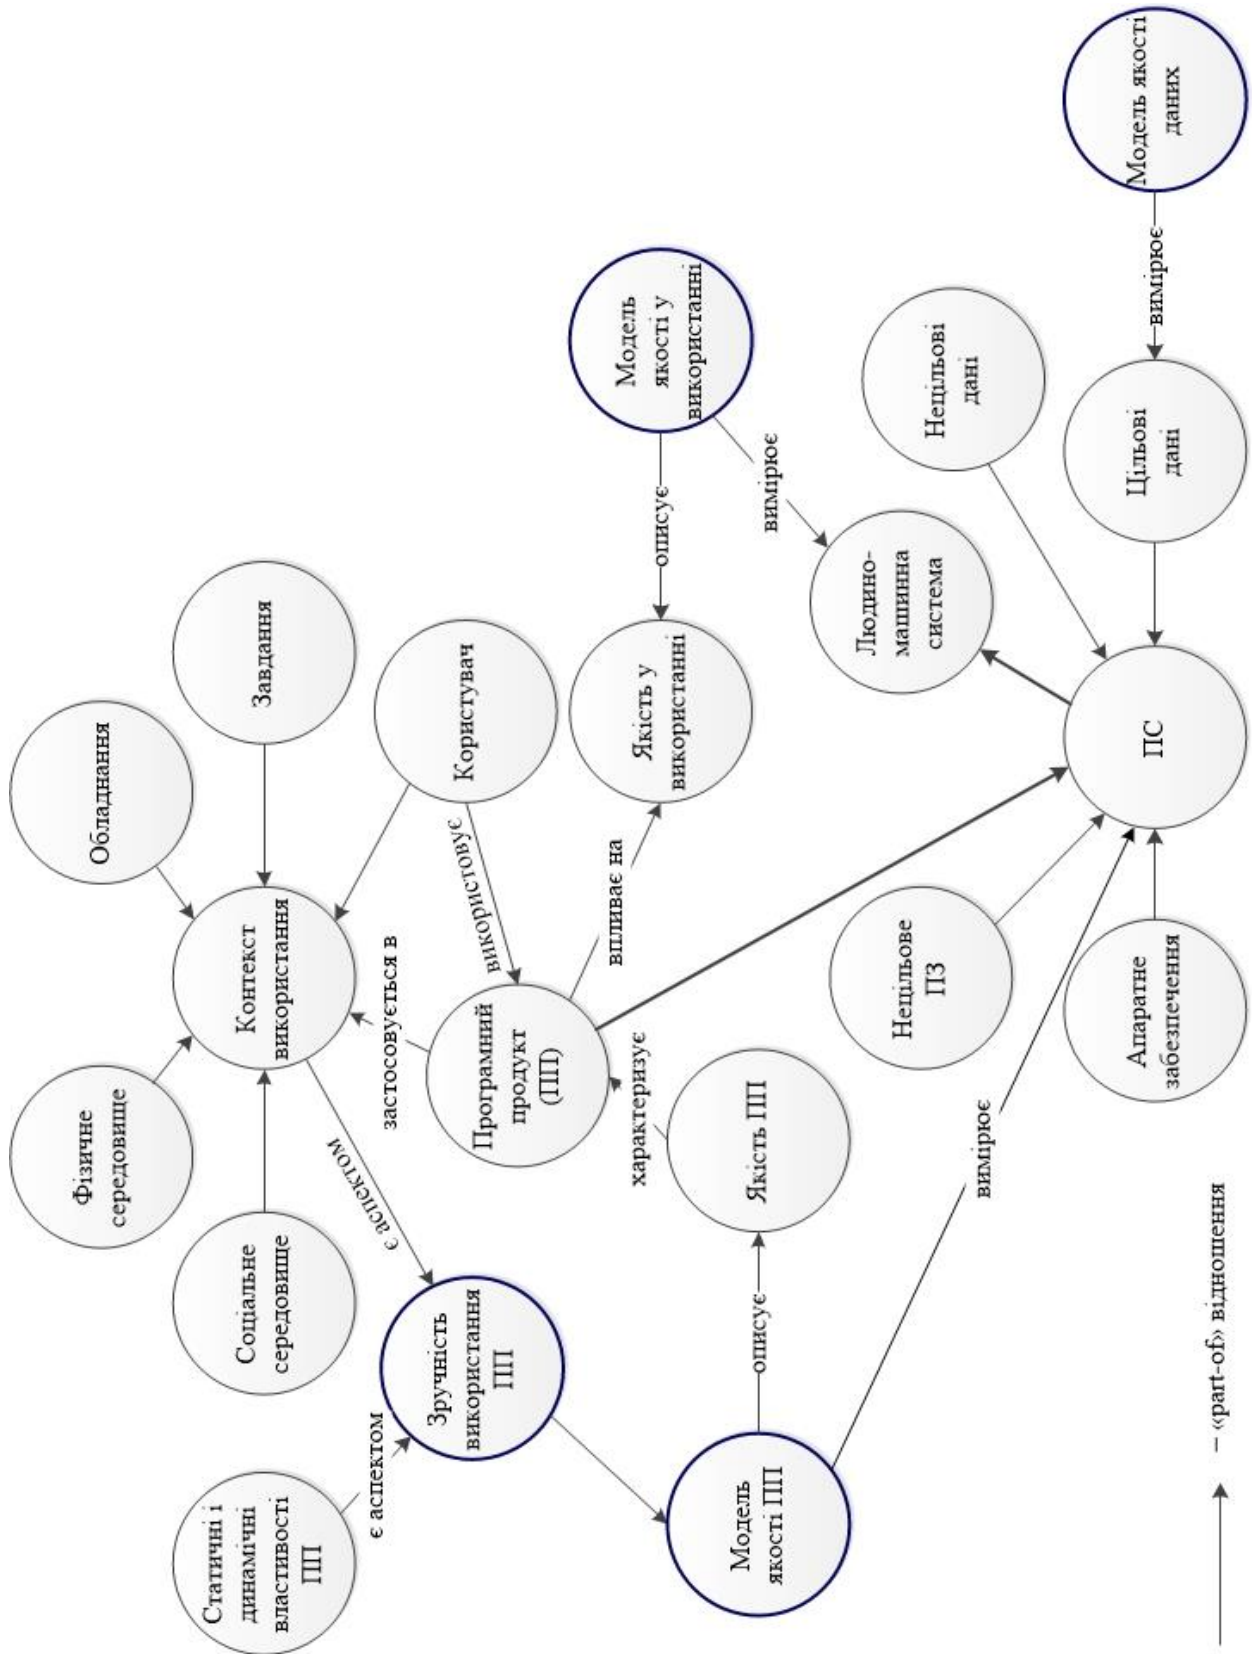 Фізичне
середовище
Обладнання
Статичні і
динамічні
властивості
ПП
Соціальне
середовище
Контекст
використання
Завдання
є аспектом
є аспектом
застосовується в
використовує
Користувач
Зручність
використання
ПП
Програмний
продукт
(ПП)
впливає на
Якість у
використанні
описує
Модель
якості у
використанні
характеризує
вимірює
Модель
якості ПП
описує
Якість ПП
Людино-
машинна
система
Нецільове
ПЗ
Нецільові
дані
вимірює
Апаратне
забезпечення
ПС
Цільові
дані
вимірює
Модель якості
даних
– «part-of» відношення